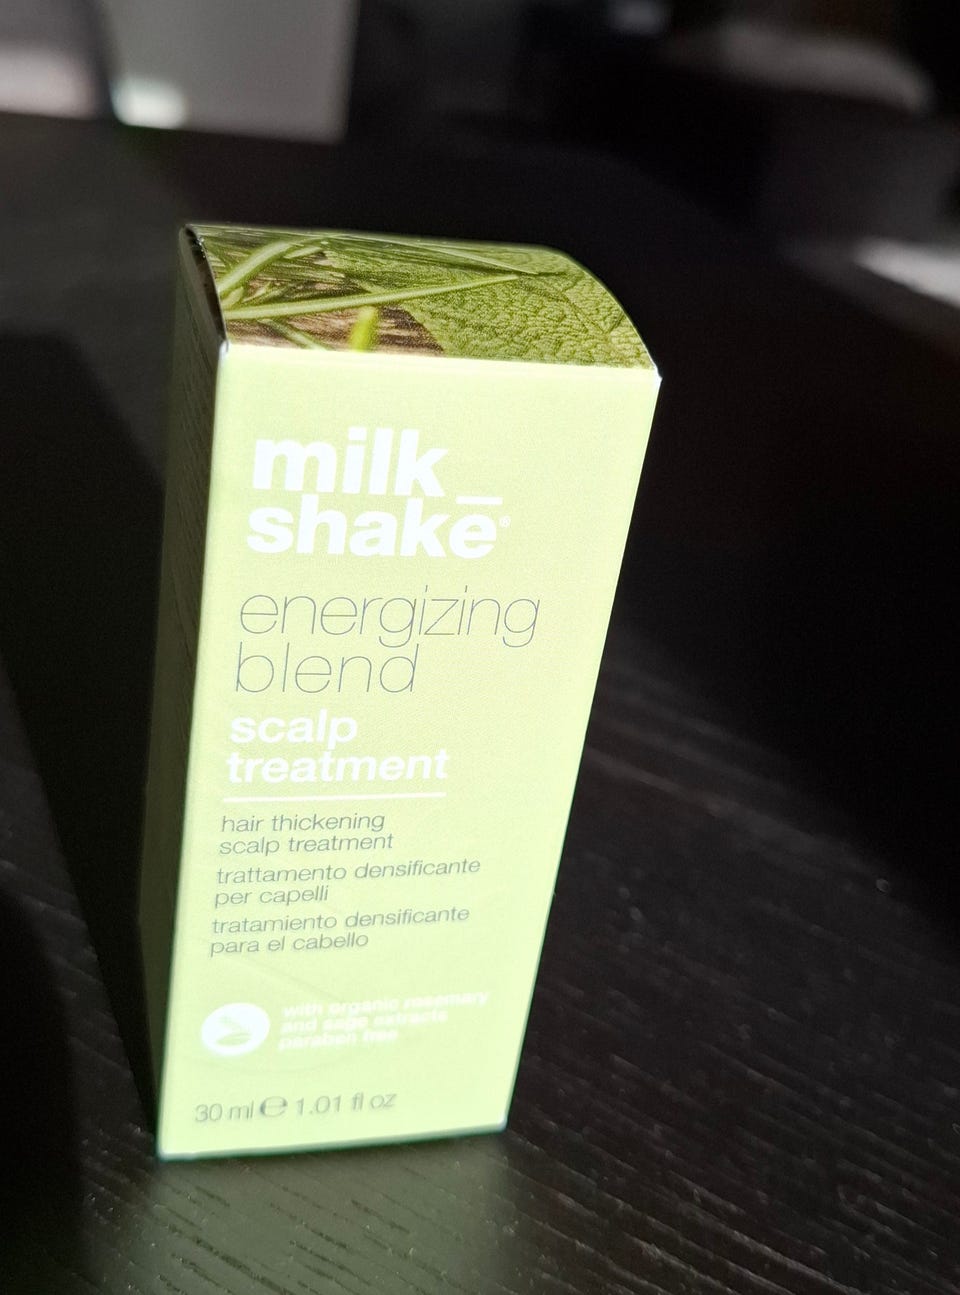 milk_
shake®
energizing
blend
scalp
treatment
hair thickening
scalp treatment
trattamento densificante
per capelli
tratamiento densificante
para el cabello
with organic rosemary
and sage extracts
paraben free
30 ml ℮ 1.01 fl oz